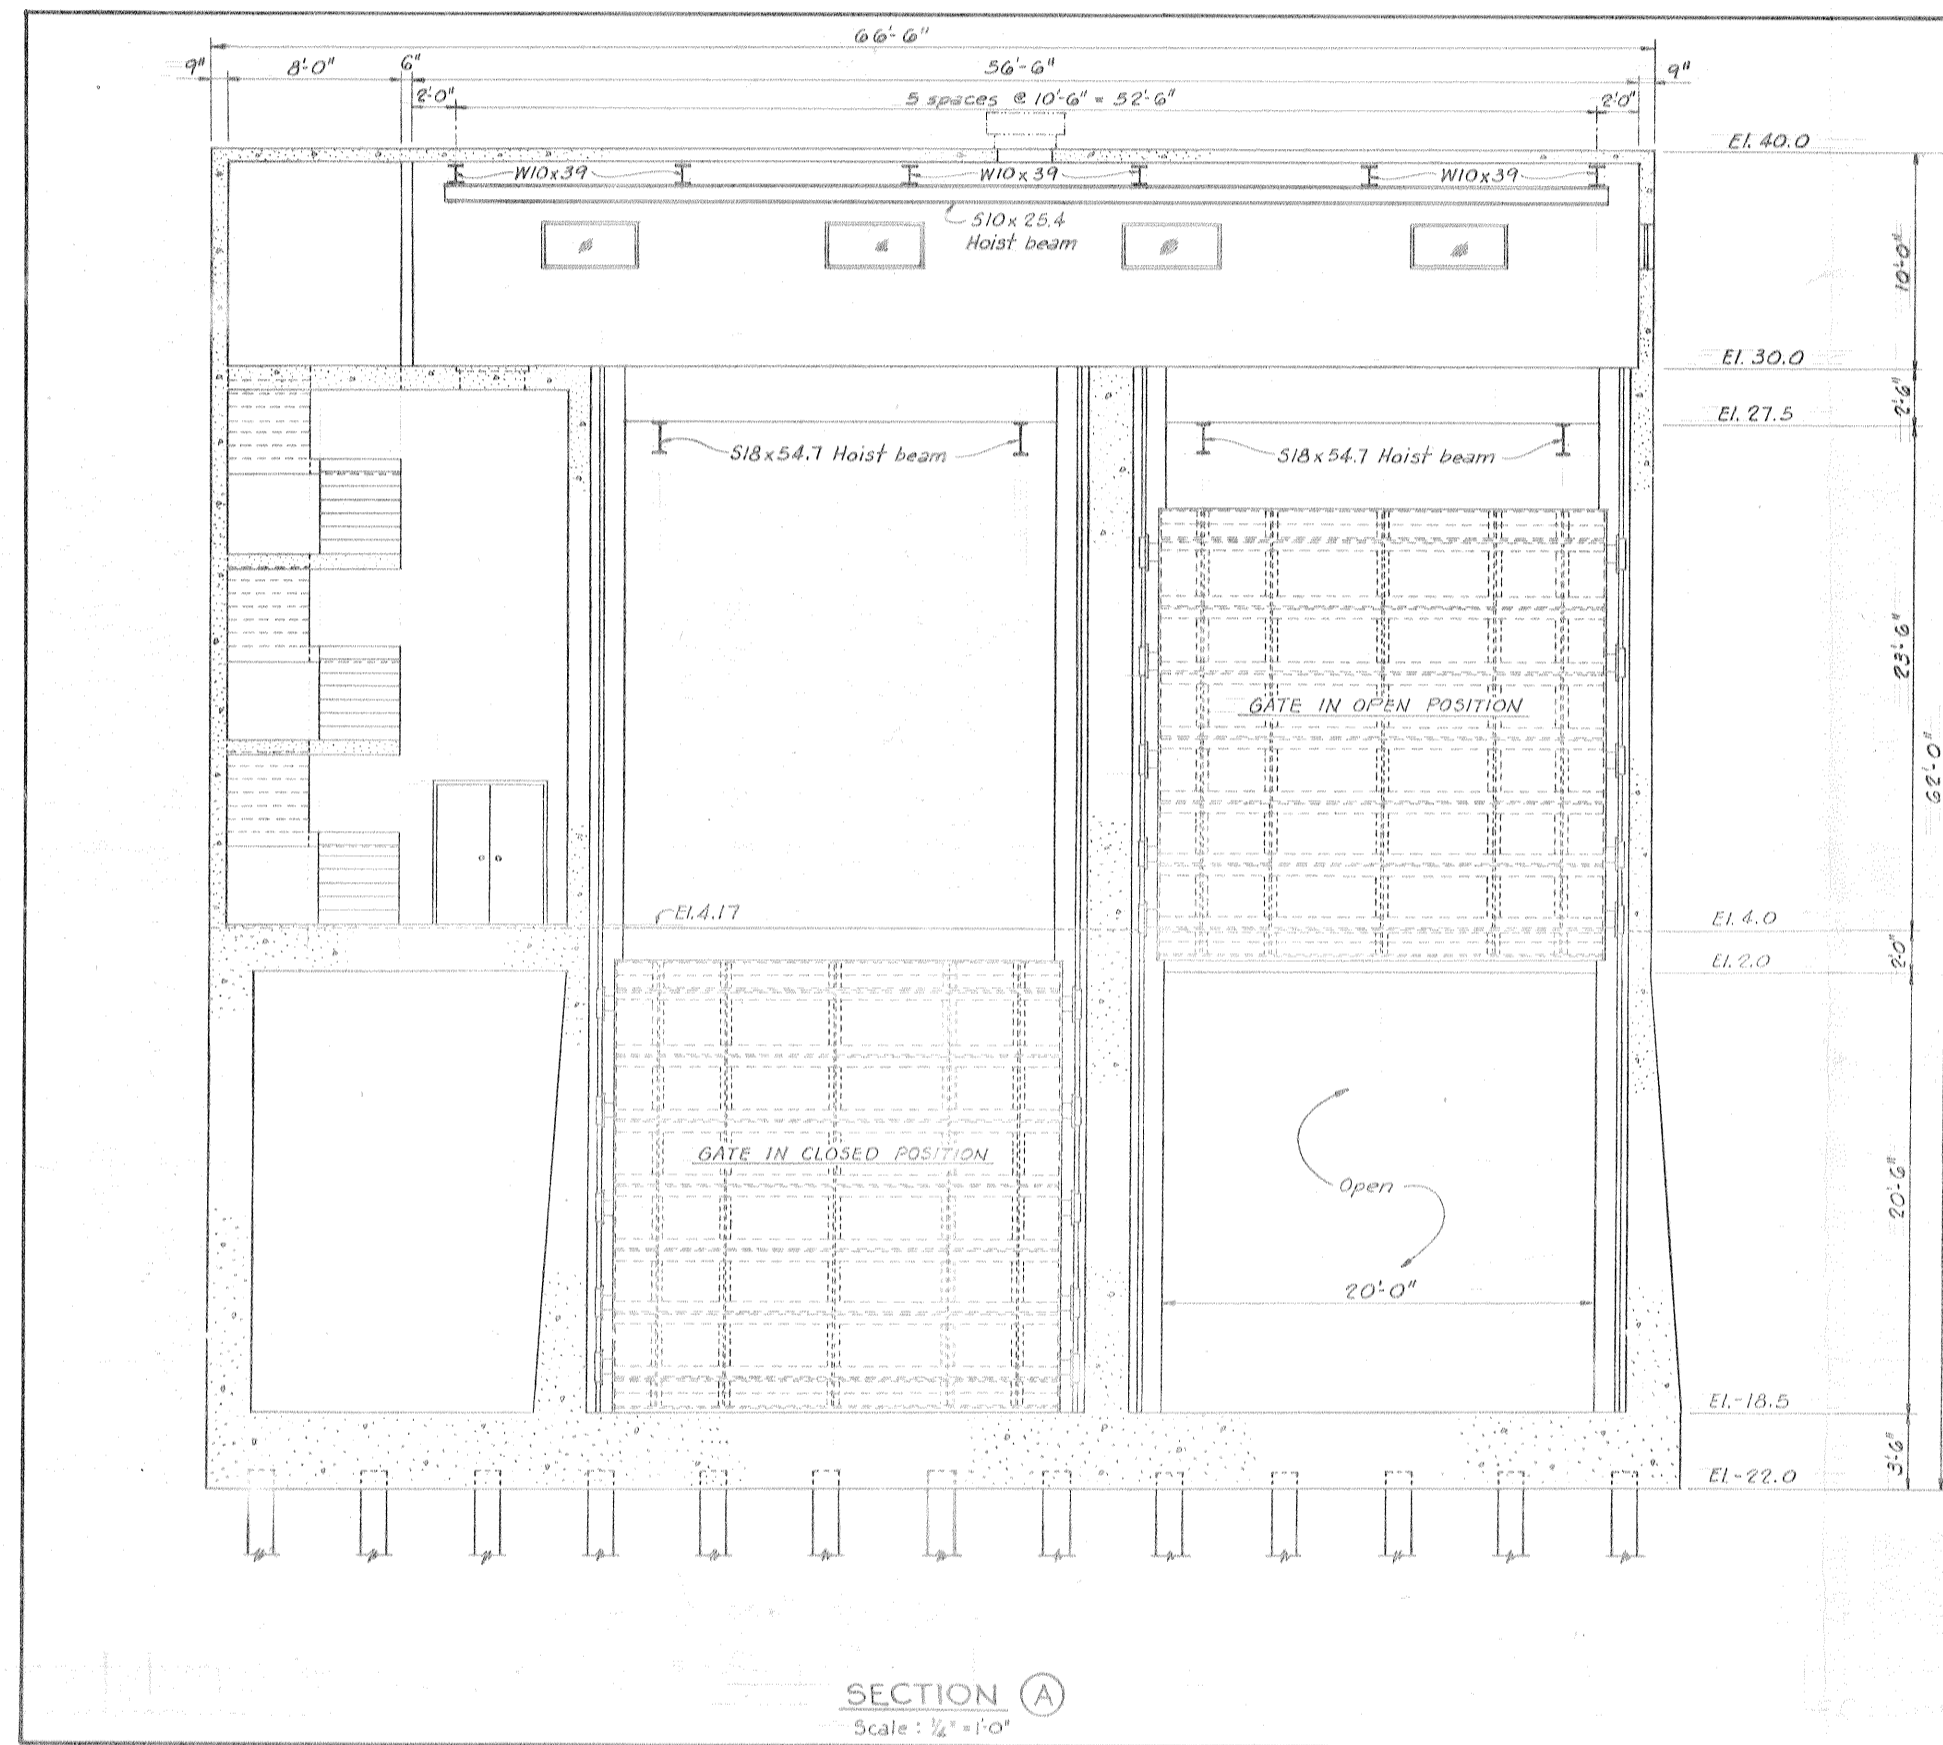 66'-6"
9" 8'-0" 6" 56'-6" 9"
2'-0" 5 spaces @ 10'-6" = 52'-6" 2'-0"
El. 40.0
W10x39 W10x39 W10x39
S10x25.4
Hoist beam
10'-0"
El. 30.0
2'-6"
El. 27.5
S18x54.7 Hoist beam S18x54.7 Hoist beam
23'-6"
GATE IN OPEN POSITION
62'-0"
El. 4.17
El. 4.0
2'-0"
El. 2.0
GATE IN CLOSED POSITION
Open
20'-6"
20'-0"
El.-18.5
3'-6"
El.-22.0
SECTION A
Scale: ¼" = 1'-0"